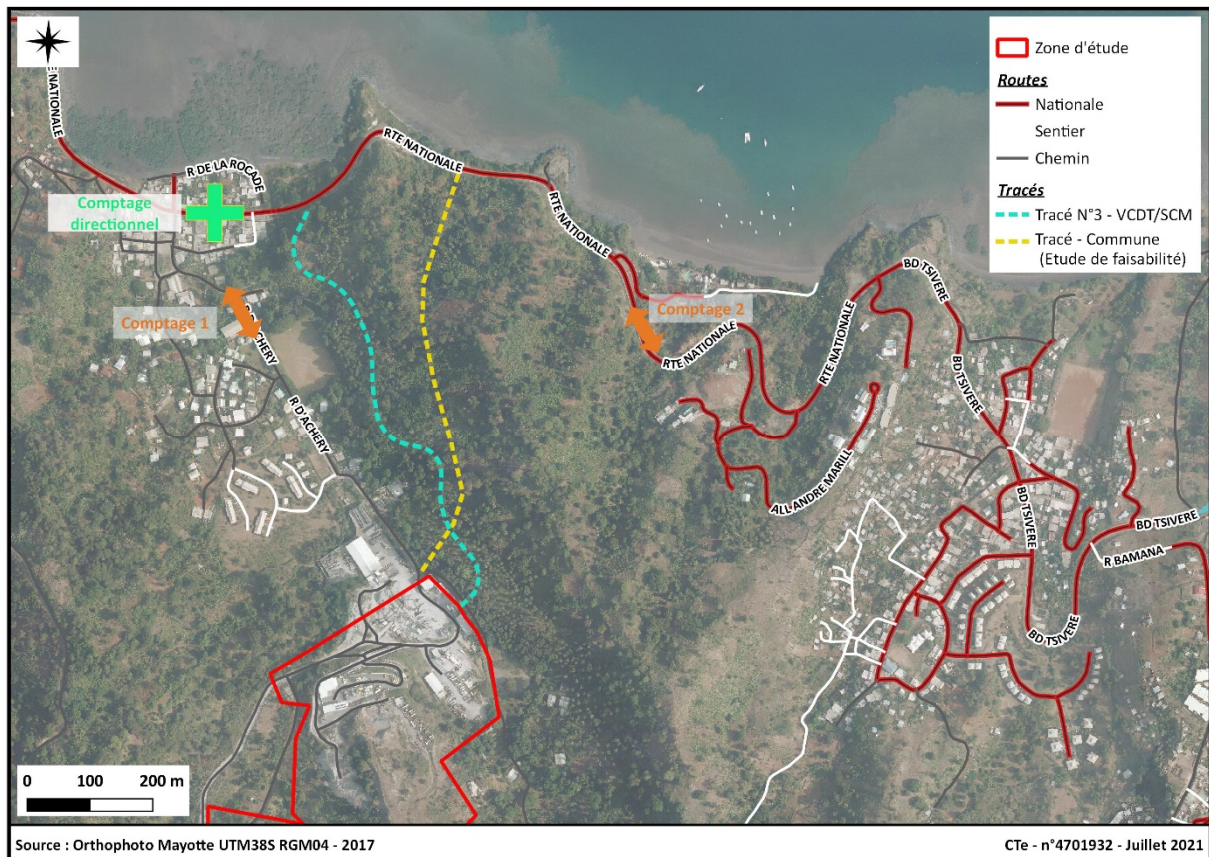 Zone d'étude
Routes
Nationale
Sentier
Chemin
Tracés
Tracé N°3 - VCDT/SCM
Tracé - Commune
(Etude de faisabilité)
E NATIONALE
R DE LA ROCADE
RTE NATIONALE
Comptage
directionnel
RTE NATIONALE
BD TSIVERE
Comptage 1
Comptage 2
R D'ACHERY
RTE NATIONALE
RTE NATIONALE
BD TSIVERE
R D'ACHERY
ALL ANDRE MARILL
BD TSIVERE
BD TSIVERE
R BAMANA
BD TSIVERE
0 100 200 m
Source : Orthophoto Mayotte UTM38S RGM04 - 2017
CTe - n°4701932 - Juillet 2021